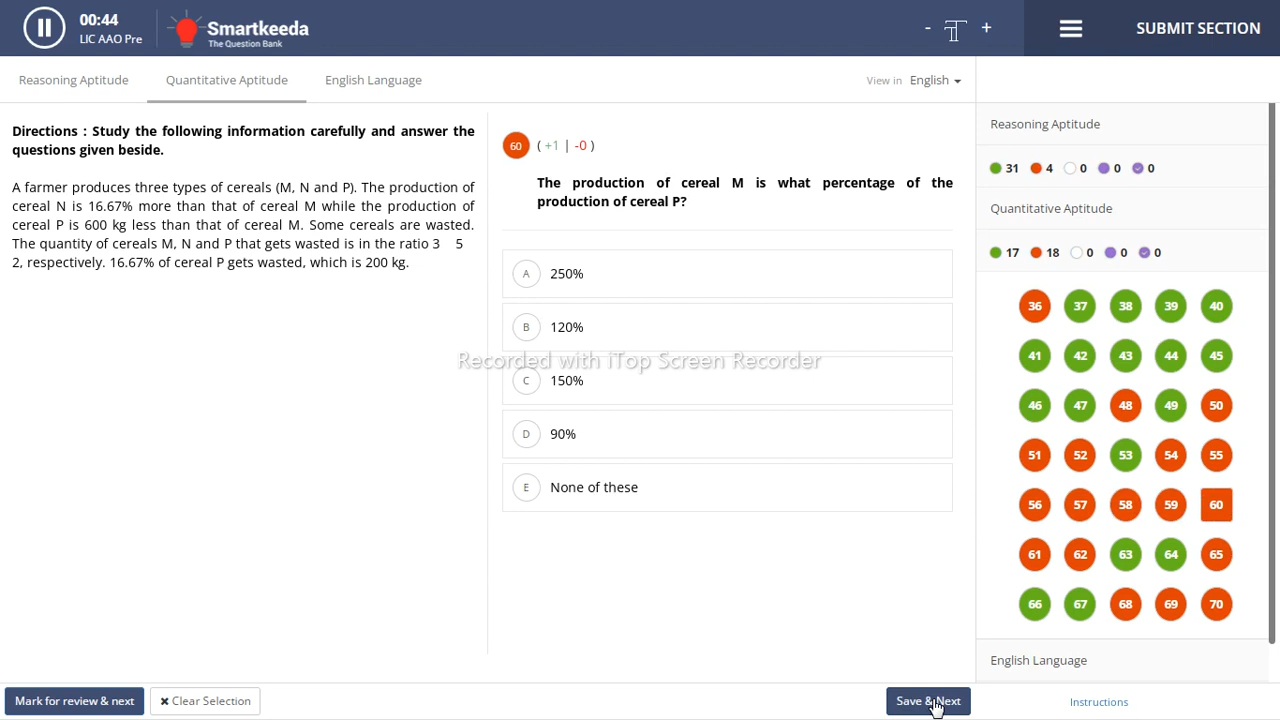 00:44
LIC AAO Pre
Smartkeeda
The Question Bank
- T +
SUBMIT SECTION
Reasoning Aptitude
Quantitative Aptitude
English Language
View in English
Directions : Study the following information carefully and answer the
questions given beside.
A farmer produces three types of cereals (M, N and P). The production of
cereal N is 16.67% more than that of cereal M while the production of
cereal P is 600 kg less than that of cereal M. Some cereals are wasted.
The quantity of cereals M, N and P that gets wasted is in the ratio 3 5
2, respectively. 16.67% of cereal P gets wasted, which is 200 kg.
60 ( +1 | -0 )
The production of cereal M is what percentage of the
production of cereal P?
A 250%
B 120%
C 150%
D 90%
E None of these
Recorded with iTop Screen Recorder
Reasoning Aptitude
31 4 0 0 0
Quantitative Aptitude
17 18 0 0 0
36 37 38 39 40
41 42 43 44 45
46 47 48 49 50
51 52 53 54 55
56 57 58 59 60
61 62 63 64 65
66 67 68 69 70
English Language
Mark for review & next
Clear Selection
Save & Next
Instructions